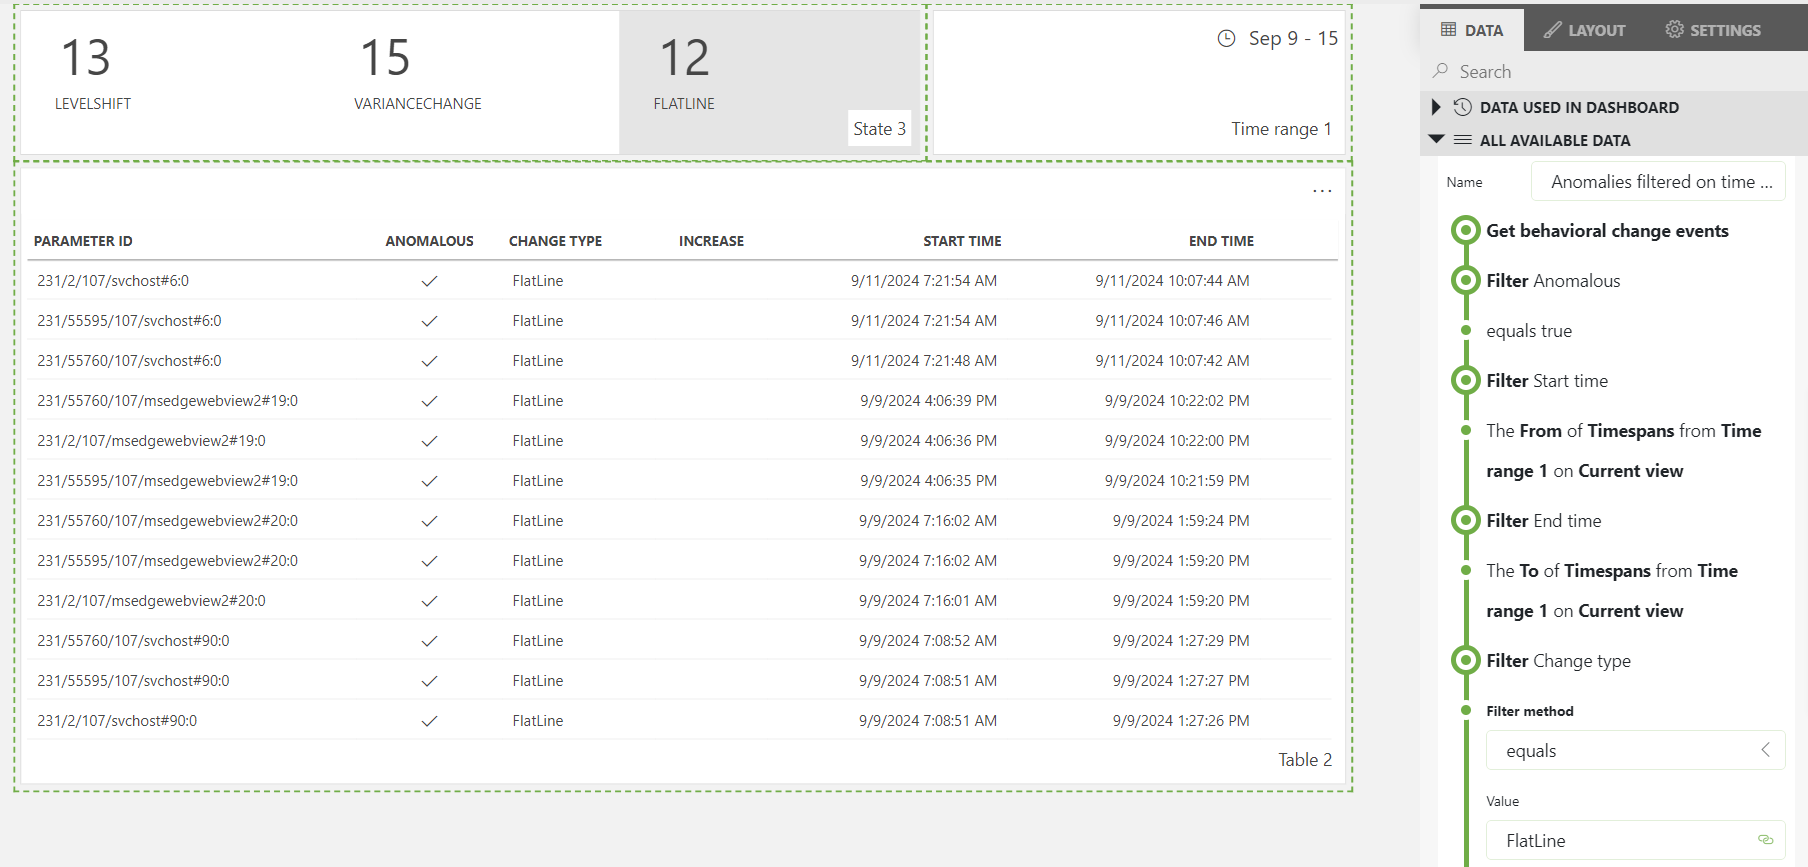 13
LEVELSHIFT
15
VARIANCECHANGE
12
FLATLINE
State 3
Sep 9 - 15
Time range 1
...
PARAMETER ID ANOMALOUS CHANGE TYPE INCREASE START TIME END TIME
231/2/107/svchost#6:0 FlatLine 9/11/2024 7:21:54 AM 9/11/2024 10:07:44 AM
231/55595/107/svchost#6:0 FlatLine 9/11/2024 7:21:54 AM 9/11/2024 10:07:46 AM
231/55760/107/svchost#6:0 FlatLine 9/11/2024 7:21:48 AM 9/11/2024 10:07:42 AM
231/55760/107/msedgewebview2#19:0 FlatLine 9/9/2024 4:06:39 PM 9/9/2024 10:22:02 PM
231/2/107/msedgewebview2#19:0 FlatLine 9/9/2024 4:06:36 PM 9/9/2024 10:22:00 PM
231/55595/107/msedgewebview2#19:0 FlatLine 9/9/2024 4:06:35 PM 9/9/2024 10:21:59 PM
231/55760/107/msedgewebview2#20:0 FlatLine 9/9/2024 7:16:02 AM 9/9/2024 1:59:24 PM
231/55595/107/msedgewebview2#20:0 FlatLine 9/9/2024 7:16:02 AM 9/9/2024 1:59:20 PM
231/2/107/msedgewebview2#20:0 FlatLine 9/9/2024 7:16:01 AM 9/9/2024 1:59:20 PM
231/55760/107/svchost#90:0 FlatLine 9/9/2024 7:08:52 AM 9/9/2024 1:27:29 PM
231/55595/107/svchost#90:0 FlatLine 9/9/2024 7:08:51 AM 9/9/2024 1:27:27 PM
231/2/107/svchost#90:0 FlatLine 9/9/2024 7:08:51 AM 9/9/2024 1:27:26 PM
Table 2
DATA LAYOUT SETTINGS
Search
DATA USED IN DASHBOARD
ALL AVAILABLE DATA
Name Anomalies filtered on time ...
Get behavioral change events
Filter Anomalous
equals true
Filter Start time
The From of Timespans from Time
range 1 on Current view
Filter End time
The To of Timespans from Time
range 1 on Current view
Filter Change type
Filter method
equals
Value
FlatLine